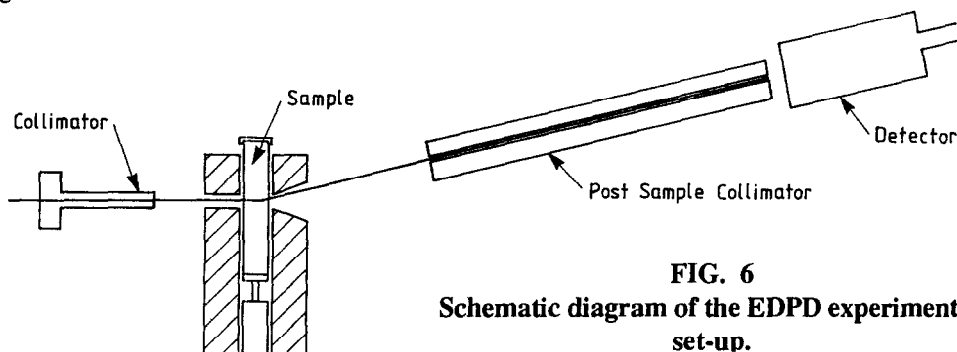 Collimator
Sample
Post Sample Collimator
Detector
FIG. 6
Schematic diagram of the EDPD experiment
set-up.